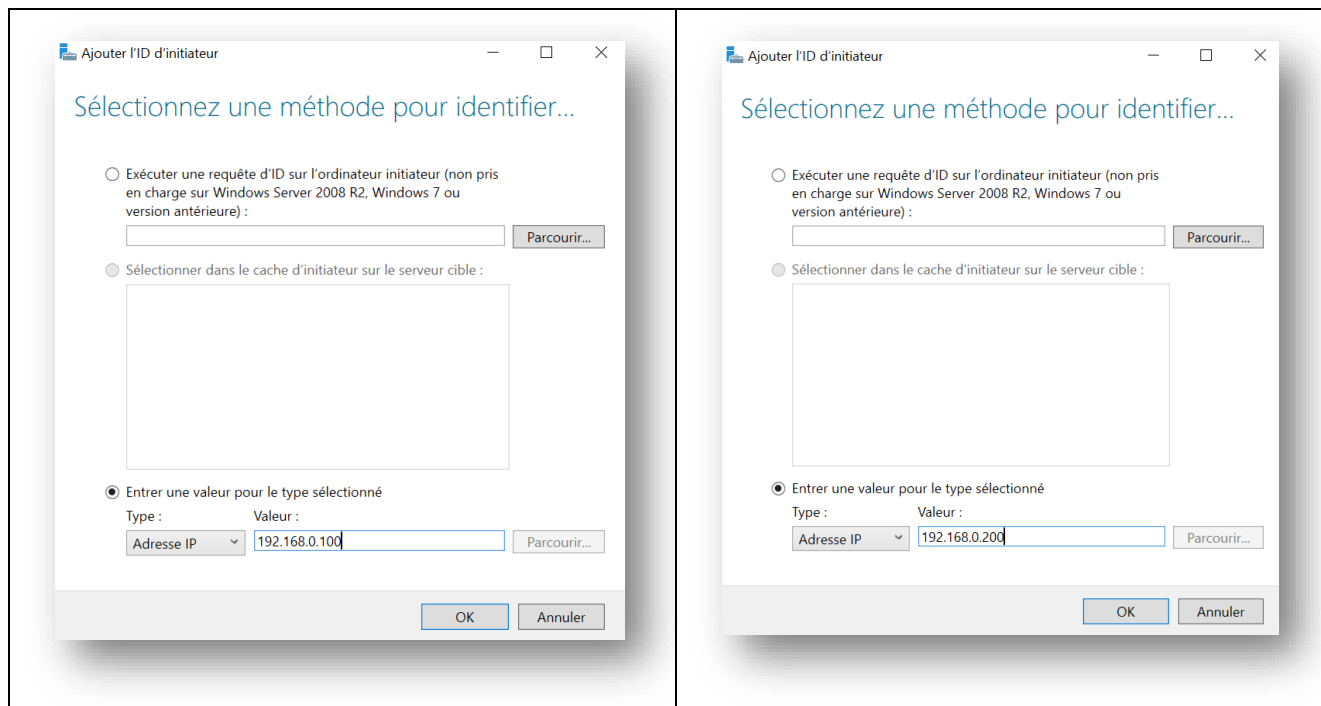 Ajouter l'ID d'initiateur
Sélectionnez une méthode pour identifier...
Exécuter une requête d'ID sur l'ordinateur initiateur (non pris
en charge sur Windows Server 2008 R2, Windows 7 ou
version antérieure) :
Parcourir...
Sélectionner dans le cache d'initiateur sur le serveur cible :
Entrer une valeur pour le type sélectionné
Type : Valeur :
Adresse IP 192.168.0.100 Parcourir...
OK Annuler
Ajouter l'ID d'initiateur
Sélectionnez une méthode pour identifier...
Exécuter une requête d'ID sur l'ordinateur initiateur (non pris
en charge sur Windows Server 2008 R2, Windows 7 ou
version antérieure) :
Parcourir...
Sélectionner dans le cache d'initiateur sur le serveur cible :
Entrer une valeur pour le type sélectionné
Type : Valeur :
Adresse IP 192.168.0.200 Parcourir...
OK Annuler